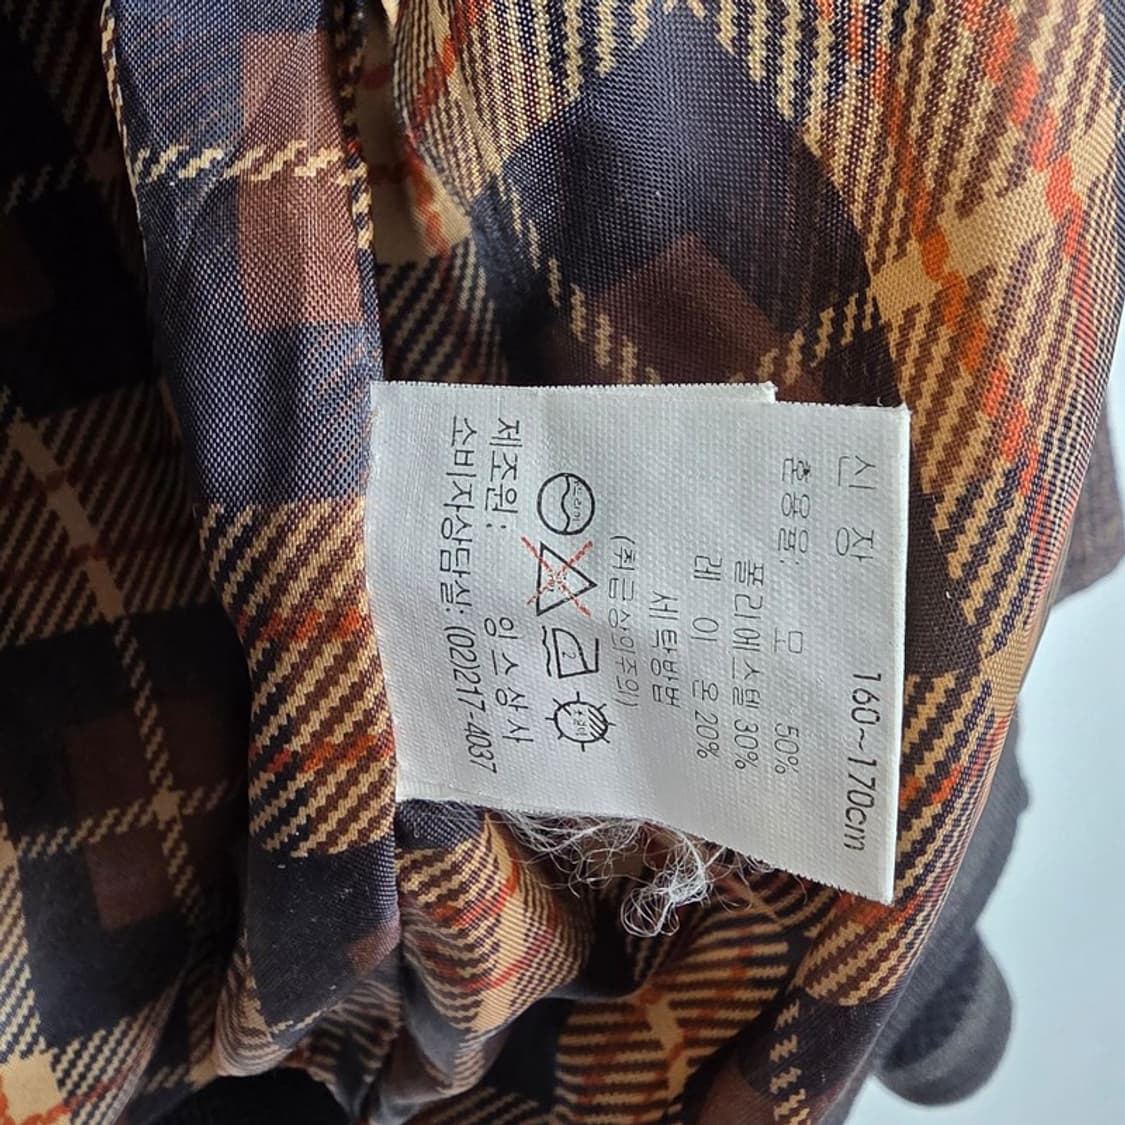 신 장 160~170cm
혼용율: 모 50%
폴리에스텔 30%
레 이 온 20%
세탁방법
(취급상의주의)
제조원: 잉스상사
소비자상담실: (02)217-4037